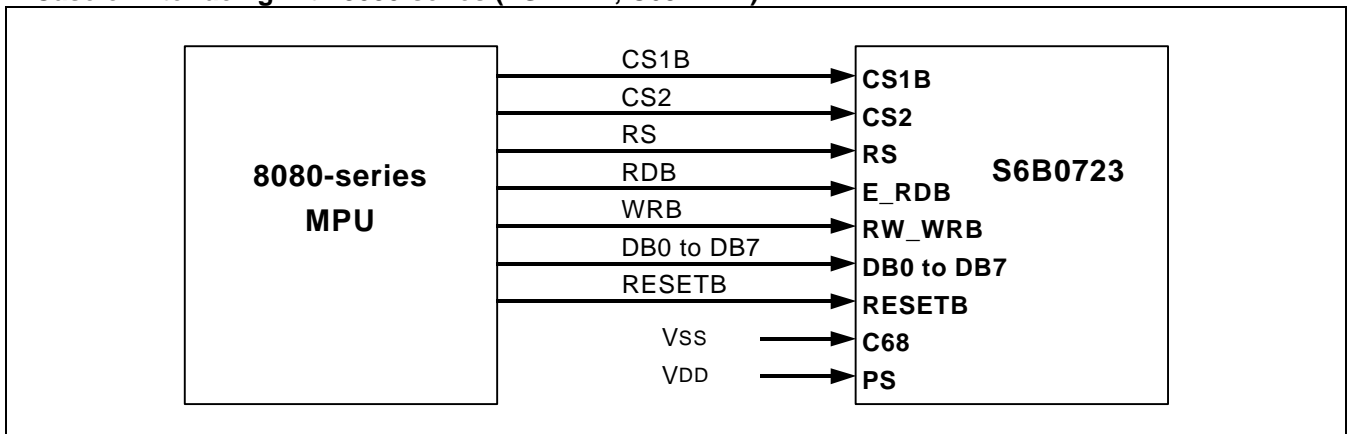 CS1B
CS1B
CS2
CS2
RS
RS
8080-series
MPU
S6B0723
RDB
E_RDB
WRB
RW_WRB
DB0 to DB7
DB0 to DB7
RESETB
RESETB
VSS
C68
VDD
PS